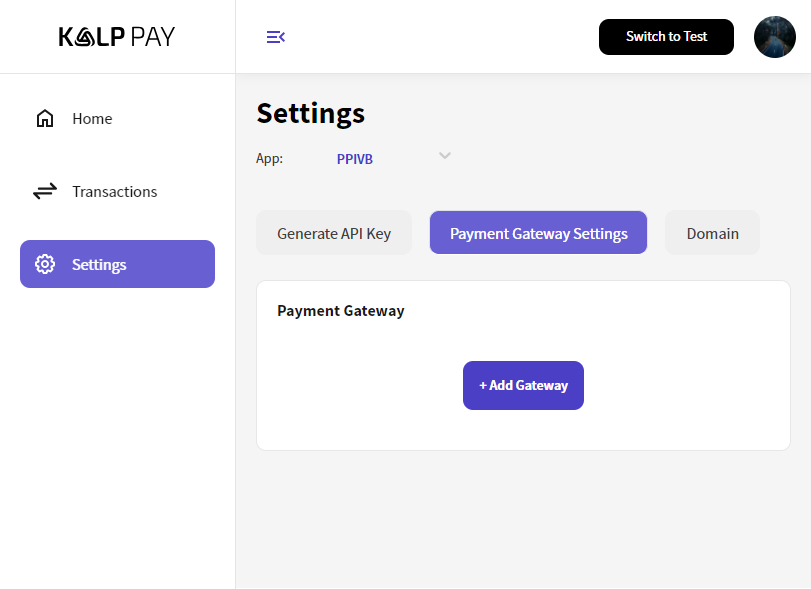 KALP PAY
Switch to Test
Home
Transactions
Settings
Settings
App: PPIVB
Generate API Key
Payment Gateway Settings
Domain
Payment Gateway
+ Add Gateway